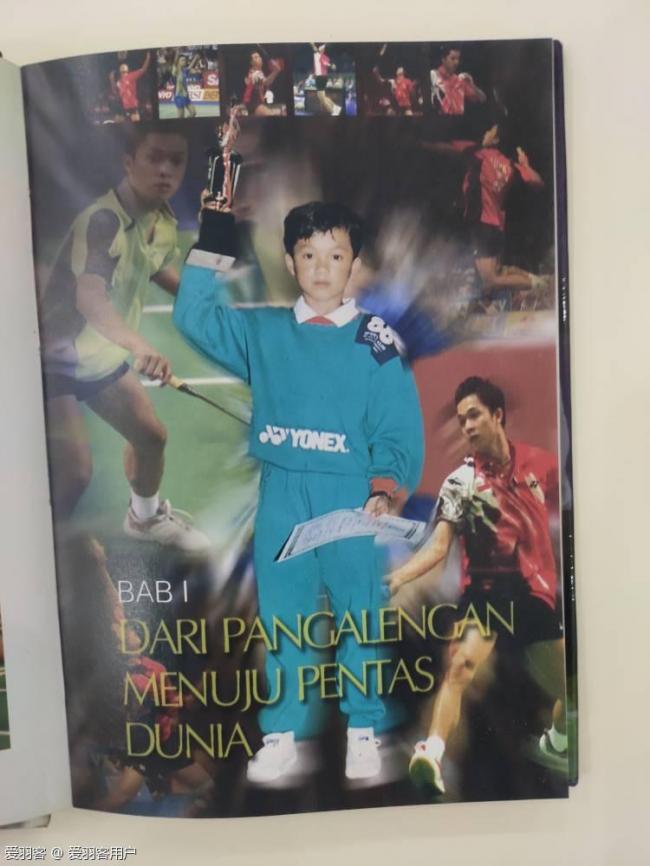 YONEX
BAB I
DARI PANGALENGAN
MENUJU PENTAS
DUNIA
爱羽客 @ 爱羽客用户